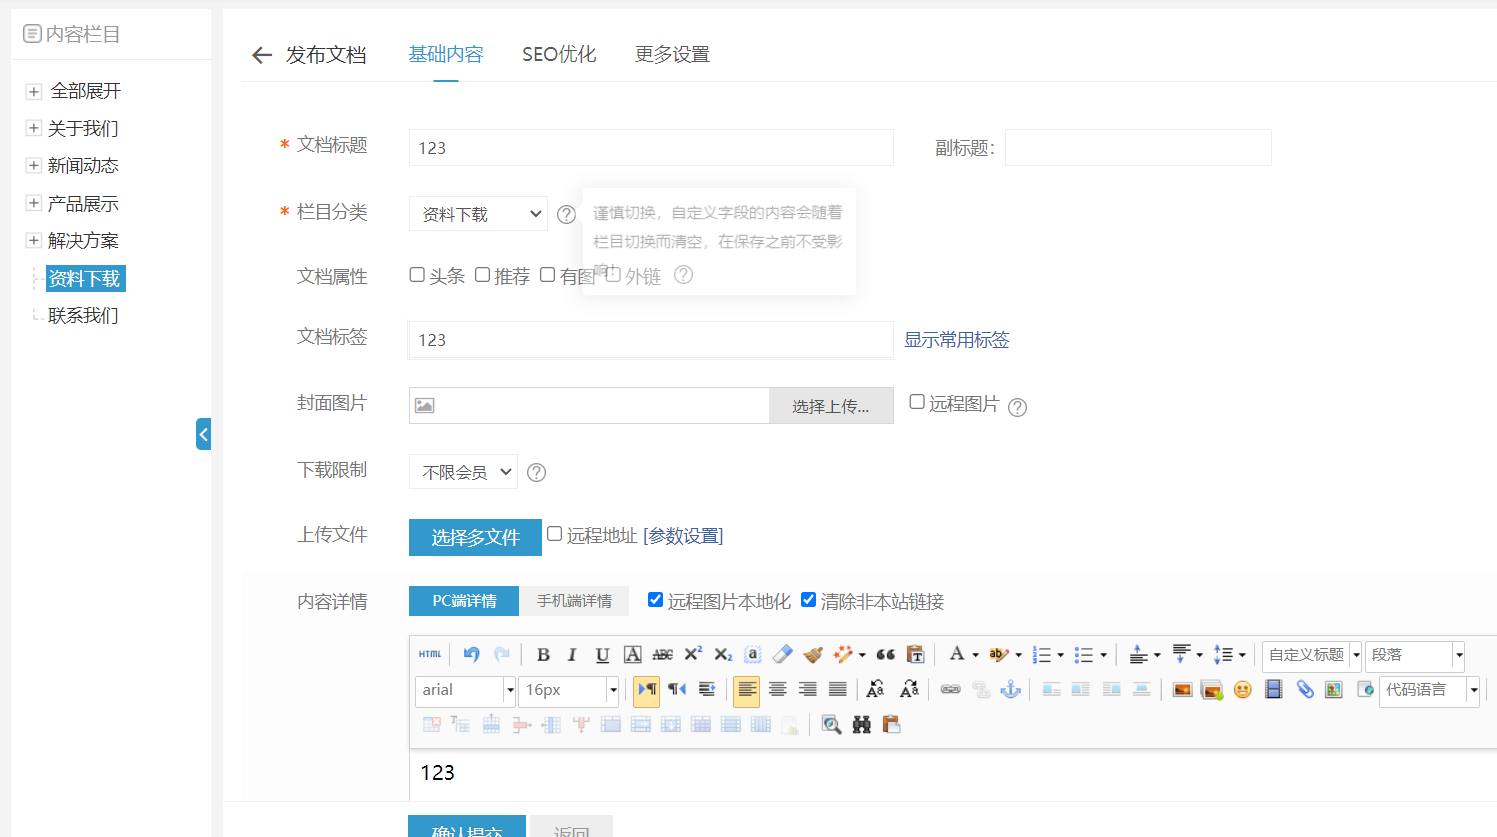 内容栏目
全部展开
关于我们
新闻动态
产品展示
解决方案
资料下载
联系我们
发布文档 基础内容 SEO优化 更多设置
* 文档标题 123 副标题：
* 栏目分类 资料下载 ?
谨慎切换，自定义字段的内容会随着
栏目切换而清空，在保存之前不受影
响！
文档属性 头条 推荐 有图 外链 ?
文档标签 123 显示常用标签
封面图片 选择上传... 远程图片 ?
下载限制 不限会员 ?
上传文件 选择多文件 远程地址 [参数设置]
内容详情 PC端详情 手机端详情 远程图片本地化 清除非本站链接
HTML B I U A ABC X² X₂ a T A ab 自定义标题 段落
arial 16px Aa Aa 代码语言
123
确认提交 返回